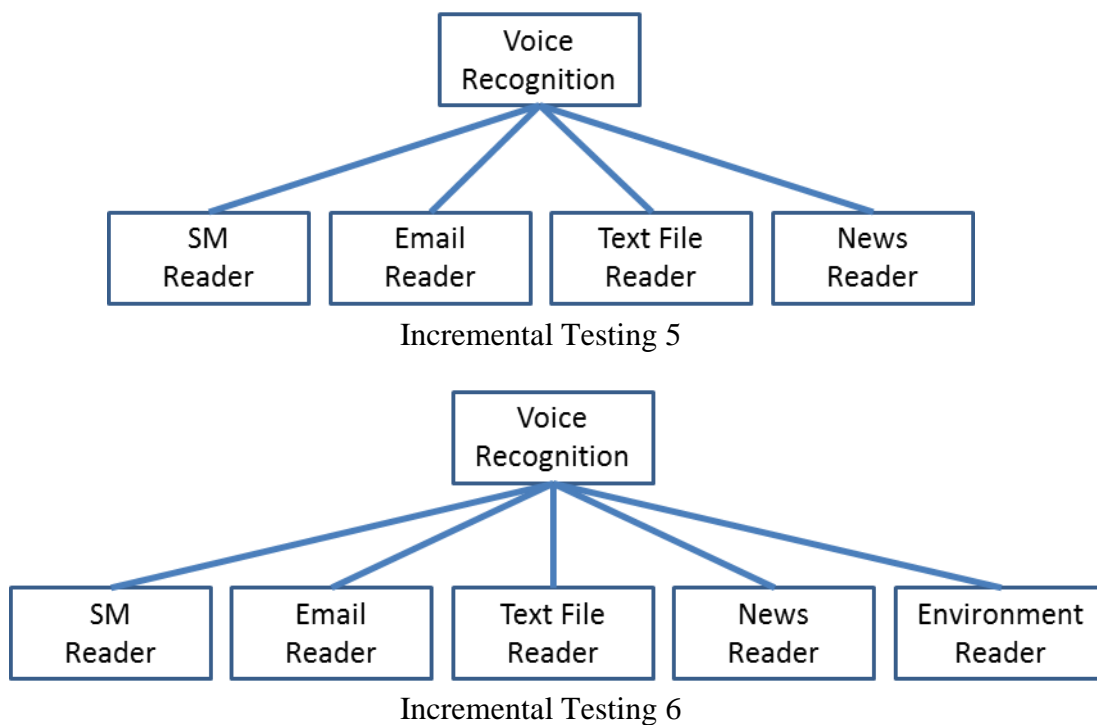 Voice
Recognition
SM
Reader
Email
Reader
Text File
Reader
News
Reader
Incremental Testing 5
Voice
Recognition
SM
Reader
Email
Reader
Text File
Reader
News
Reader
Environment
Reader
Incremental Testing 6